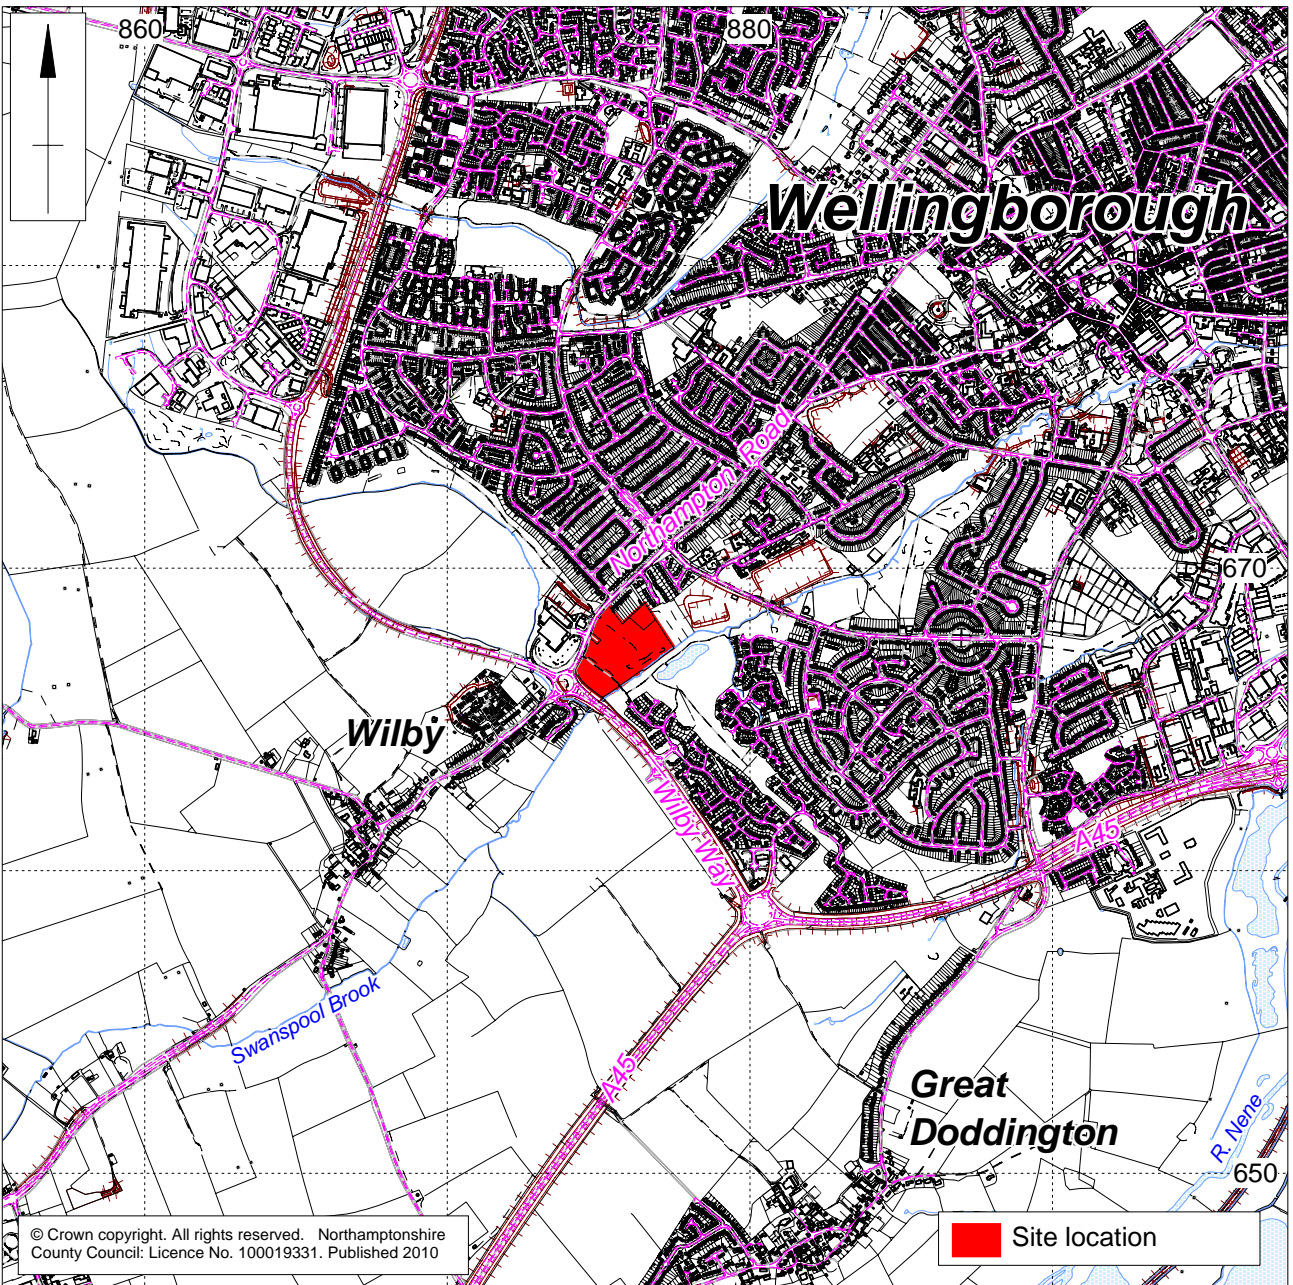 860
880
Wellingborough
Northampton Road
670
Wilby
Wilby Way
A45
Swanspool Brook
A45
Great
Doddington
R. Nene
650
© Crown copyright. All rights reserved. Northamptonshire
County Council: Licence No. 100019331. Published 2010
Site location